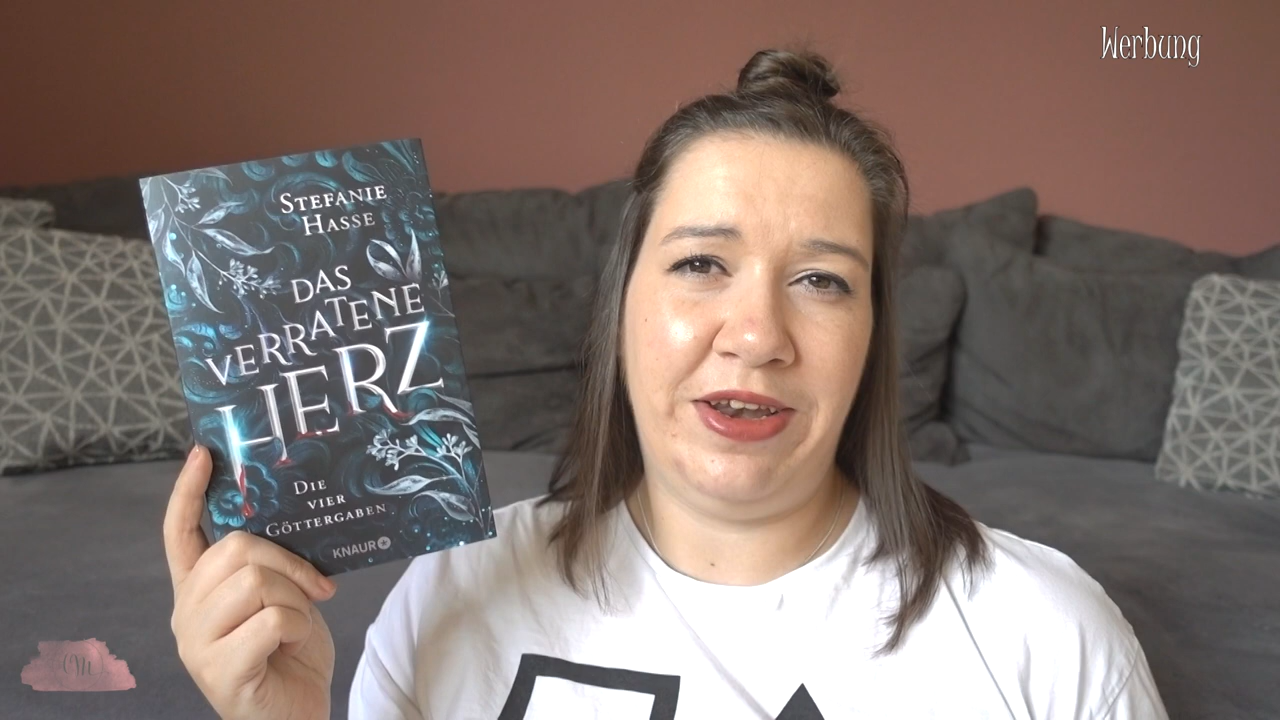 Werbung
STEFANIE
HASSE
DAS
VERRATENE
HERZ
DIE
VIER
GÖTTERGABEN
KNAUR